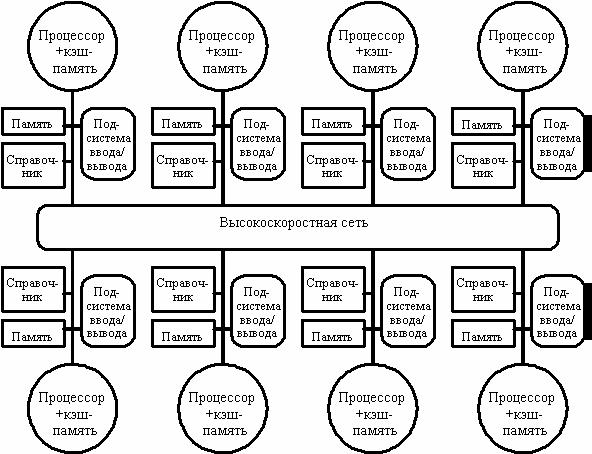 Процессор
+кэш-
память
Процессор
+кэш-
память
Процессор
+кэш-
память
Процессор
+кэш-
память
Память
Справоч-
ник
Под-
система
ввода/
вывода
Память
Справоч-
ник
Под-
система
ввода/
вывода
Память
Справоч-
ник
Под-
система
ввода/
вывода
Память
Справоч-
ник
Под-
система
ввода/
вывода
Высокоскоростная сеть
Справоч-
ник
Память
Под-
система
ввода/
вывода
Справоч-
ник
Память
Под-
система
ввода/
вывода
Справоч-
ник
Память
Под-
система
ввода/
вывода
Справоч-
ник
Память
Под-
система
ввода/
вывода
Процессор
+кэш-
память
Процессор
+кэш-
память
Процессор
+кэш-
память
Процессор
+кэш-
память